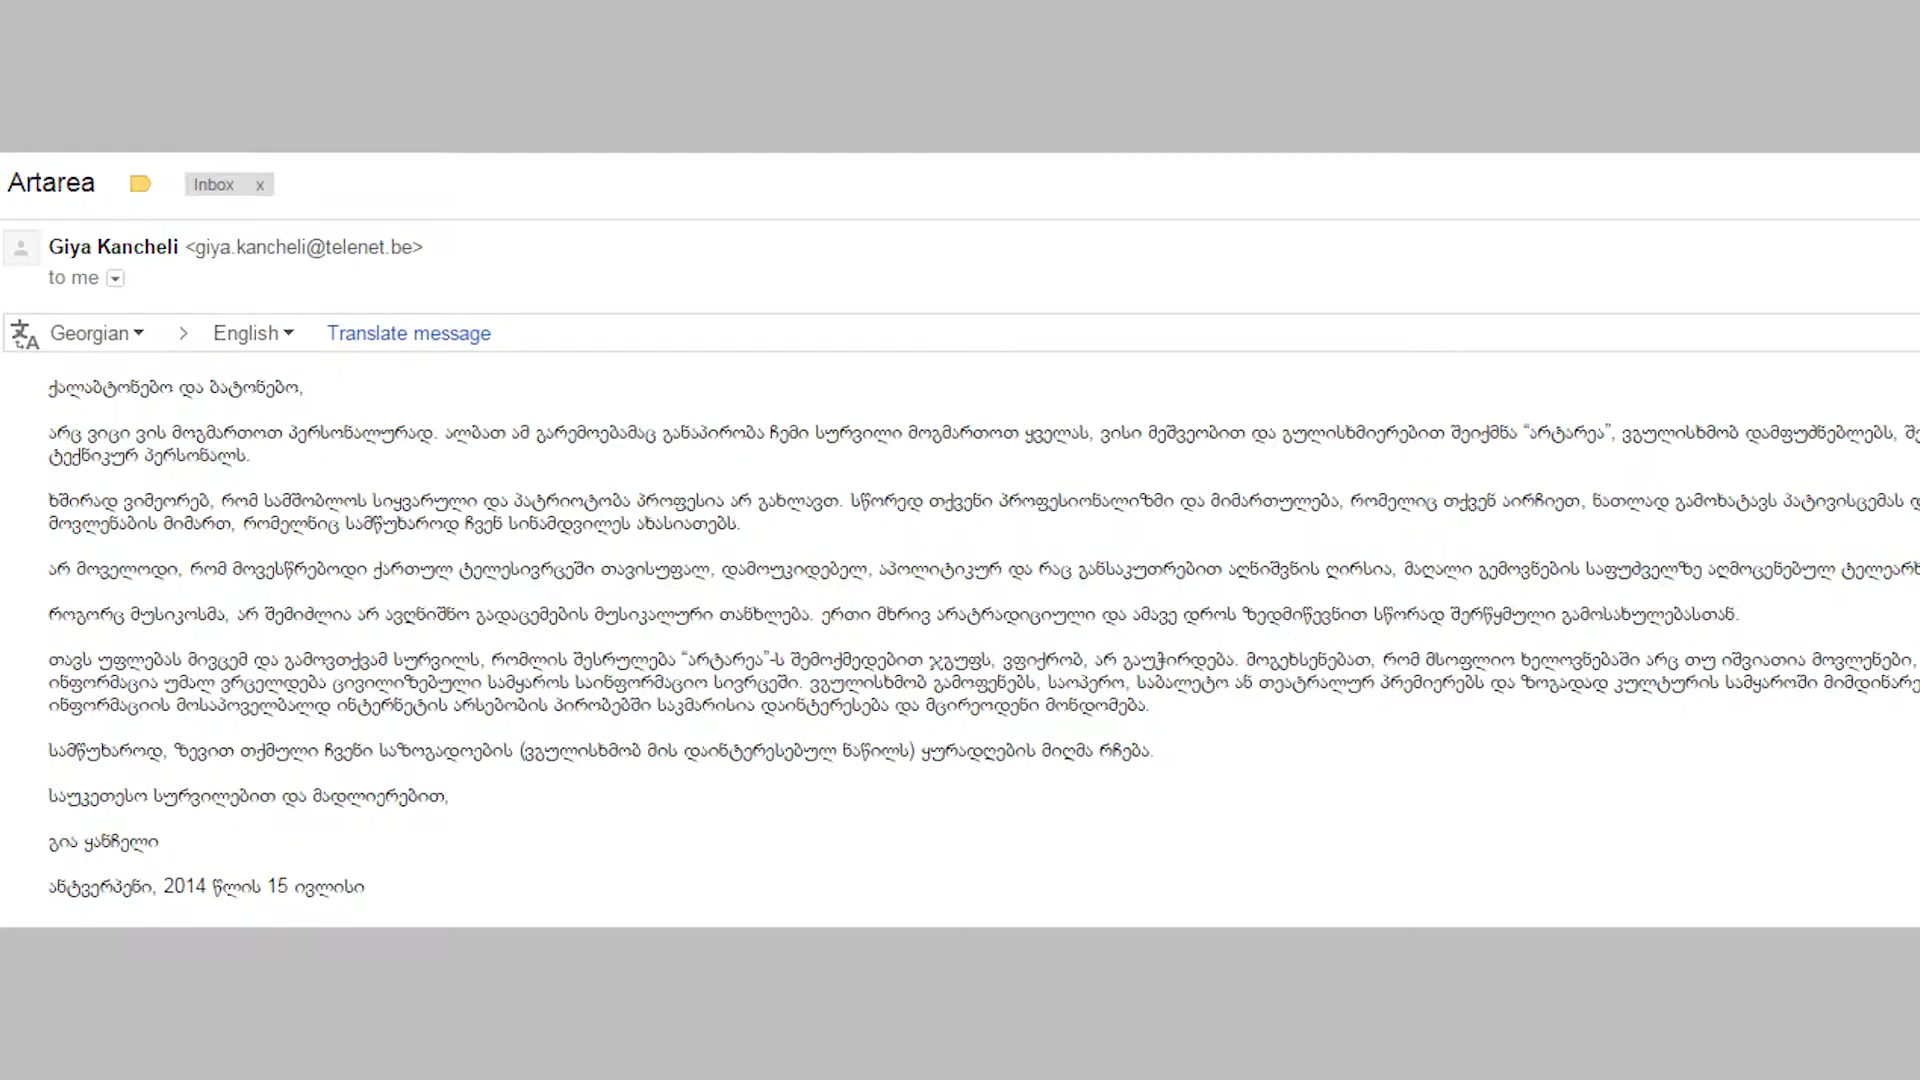 Artarea
Inbox x
Giya Kancheli <giya.kancheli@telenet.be>
to me
Georgian > English Translate message
ქალაბტონებო და ბატონებო,
არც ვიცი ვის მოგმართოთ პერსონალურად. ალბათ ამ გარემოებამაც განაპირობა ჩემი სურვილი მოგმართოთ ყველას, ვისი მეშვეობით და გულისხმიერებით შეიქმნა “არტარეა”, ვგულისხმობ დამფუძნებლებს,
ტექნიკურ პერსონალს.
ხშირად ვიმეორებ, რომ სამშობლოს სიყვარული და პატრიოტობა პროფესია არ გახლავთ. სწორედ თქვენი პროფესიონალიზმი და მიმართულება, რომელიც თქვენ აირჩიეთ, ნათლად გამოხატავს პატივისცემას
მოვლენაბის მიმართ, რომელნიც სამწუხაროდ ჩვენ სინამდვილეს ახასიათებს.
არ მოველოდი, რომ მოვესწრებოდი ქართულ ტელესივრცეში თავისუფალ, დამოუკიდებელ, აპოლიტიკურ და რაც განსაკუთრებით აღნიშვნის ღირსია, მაღალი გემოვნების საფუძველზე აღმოცენებულ
როგორც მუსიკოსმა, არ შემიძლია არ ავღნიშნო გადაცემების მუსიკალური თანხლება. ერთი მხრივ არატრადიციული და ამავე დროს ზედმიწევნით სწორად შერწყმული გამოსახულებასთან.
თავს უფლებას მივცემ და გამოვთქვამ სურვილს, რომლის შესრულება “არტარეა”-ს შემოქმედებით ჯგუფს, ვფიქრობ, არ გაუჭირდება. მოგეხსენებათ, რომ მსოფლიო ხელოვნებაში არც თუ იშვიათია მოვლენები,
ინფორმაცია უმალ ვრცელდება ცივილიზებული სამყაროს საინფორმაციო სივრცეში. ვგულისხმობ გამოფენებს, საოპერო, საბალეტო ან თეატრალურ პრემიერებს და ზოგადად კულტურის სამყაროში
ინფორმაციის მოსაპოველბალდ ინტერნეტის არსებობის პირობებში საკმარისია დაინტერესება და მცირეოდენი მონდომება.
სამწუხაროდ, ზევით თქმული ჩვენი საზოგადოების (ვგულისხმობ მის დაინტერესებულ ნაწილს) ყურადღების მიღმა რჩება.
საუკეთესო სურვილებით და მადლიერებით,
გია ყანჩელი
ანტვერპენი, 2014 წლის 15 ივლისი